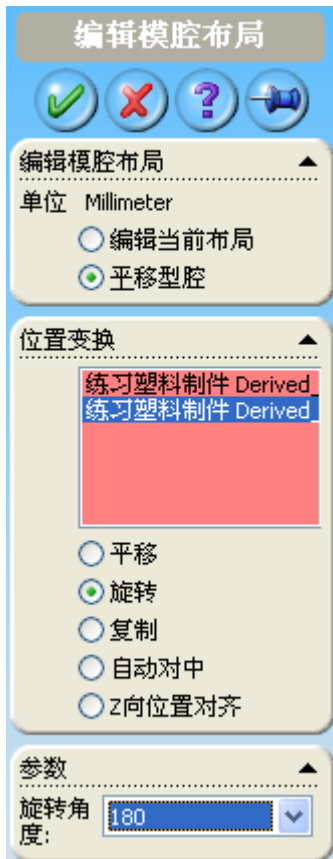 编辑模腔布局
编辑模腔布局
单位 Millimeter
编辑当前布局
平移型腔
位置变换
练习塑料制件 Derived_
练习塑料制件 Derived_
平移
旋转
复制
自动对中
Z向位置对齐
参数
旋转角
度:
180